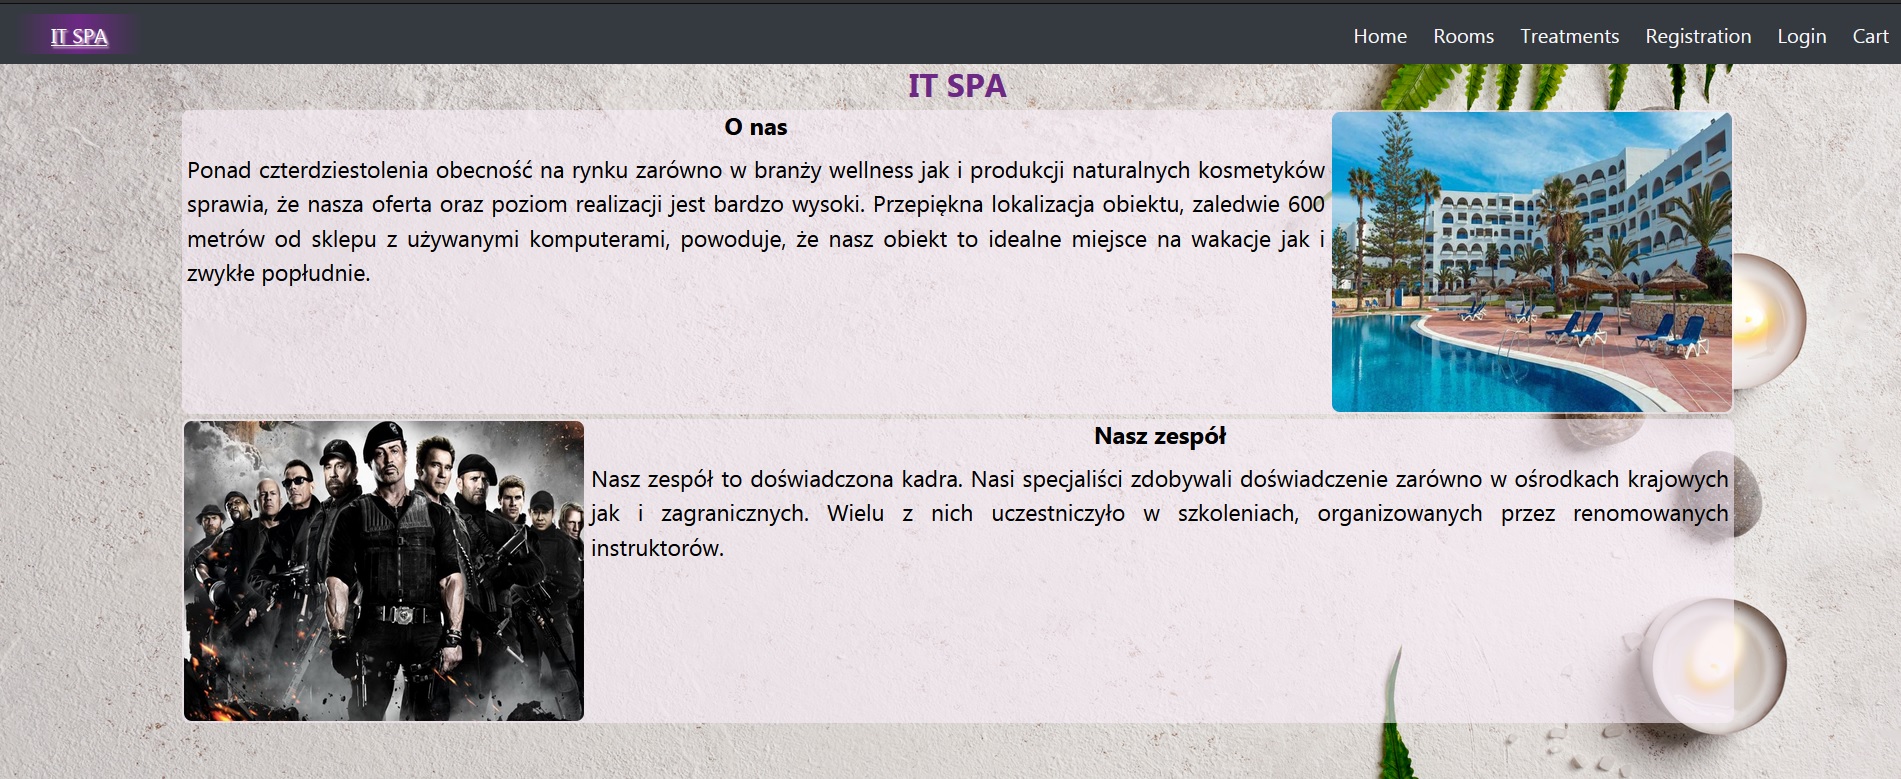 IT SPA
Home Rooms Treatments Registration Login Cart
IT SPA
O nas
Ponad czterdziestolenia obecność na rynku zarówno w branży wellness jak i produkcji naturalnych kosmetyków
sprawia, że nasza oferta oraz poziom realizacji jest bardzo wysoki. Przepiękna lokalizacja obiektu, zaledwie 600
metrów od sklepu z używanymi komputerami, powoduje, że nasz obiekt to idealne miejsce na wakacje jak i
zwykłe popłudnie.
Nasz zespół
Nasz zespół to doświadczona kadra. Nasi specjaliści zdobywali doświadczenie zarówno w ośrodkach krajowych
jak i zagranicznych. Wielu z nich uczestniczyło w szkoleniach, organizowanych przez renomowanych
instruktorów.